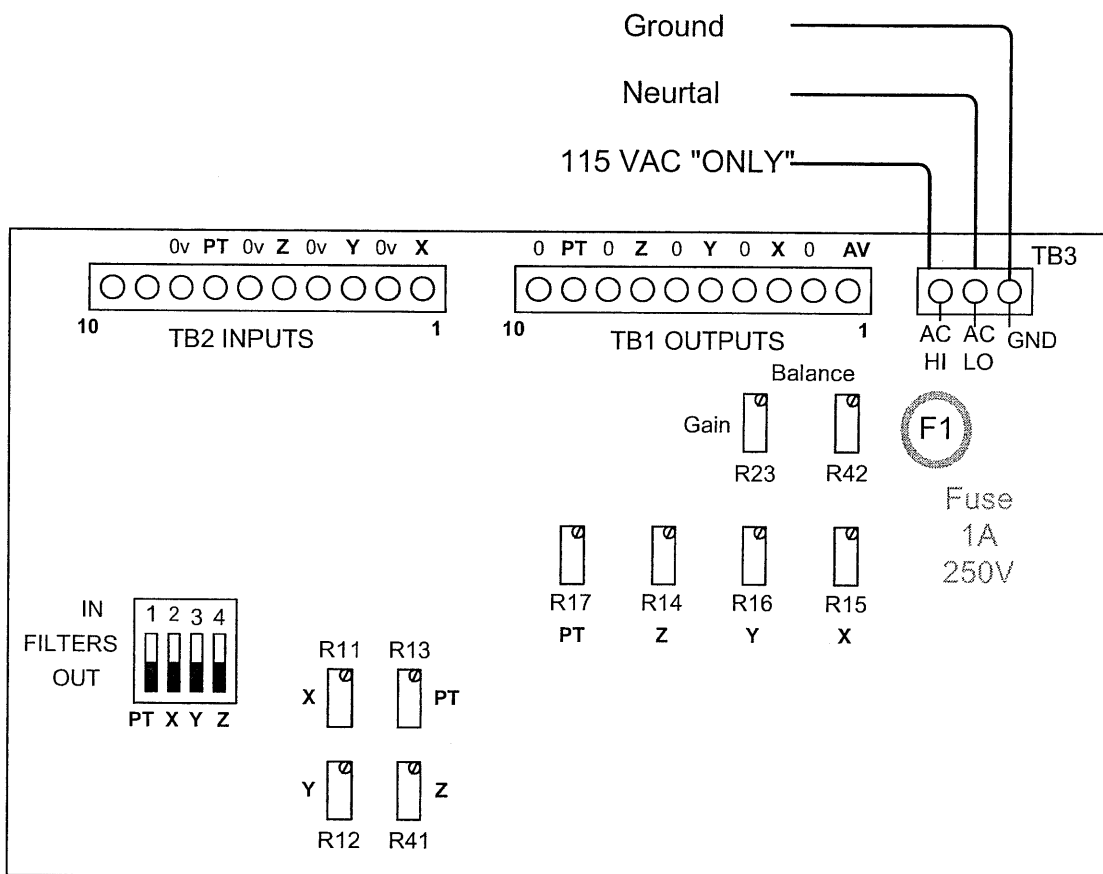 Ground
Neurtal
115 VAC "ONLY"
0v PT 0v Z 0v Y 0v X
10 1
TB2 INPUTS
0 PT 0 Z 0 Y 0 X 0 AV
10 1
TB1 OUTPUTS
TB3
AC HI
AC LO
GND
Balance
Gain
R23 R42
F1
Fuse
1A
250V
R17 R14 R16 R15
PT Z Y X
IN
FILTERS
OUT
1 2 3 4
PT X Y Z
R11 R13
X PT
Y Z
R12 R41